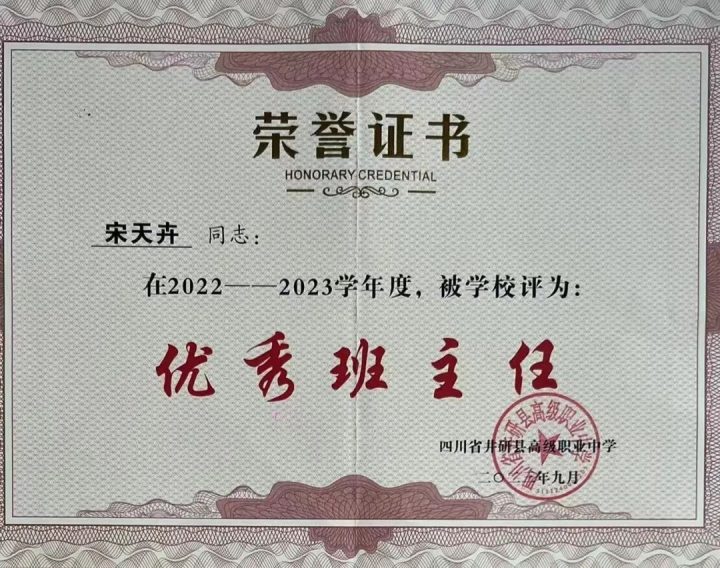 荣誉证书
HONORARY CREDENTIAL
宋天卉 同志：
在2022——2023学年度，被学校评为：
优秀班主任
四川省井研县高级职业中学
二〇二三年九月